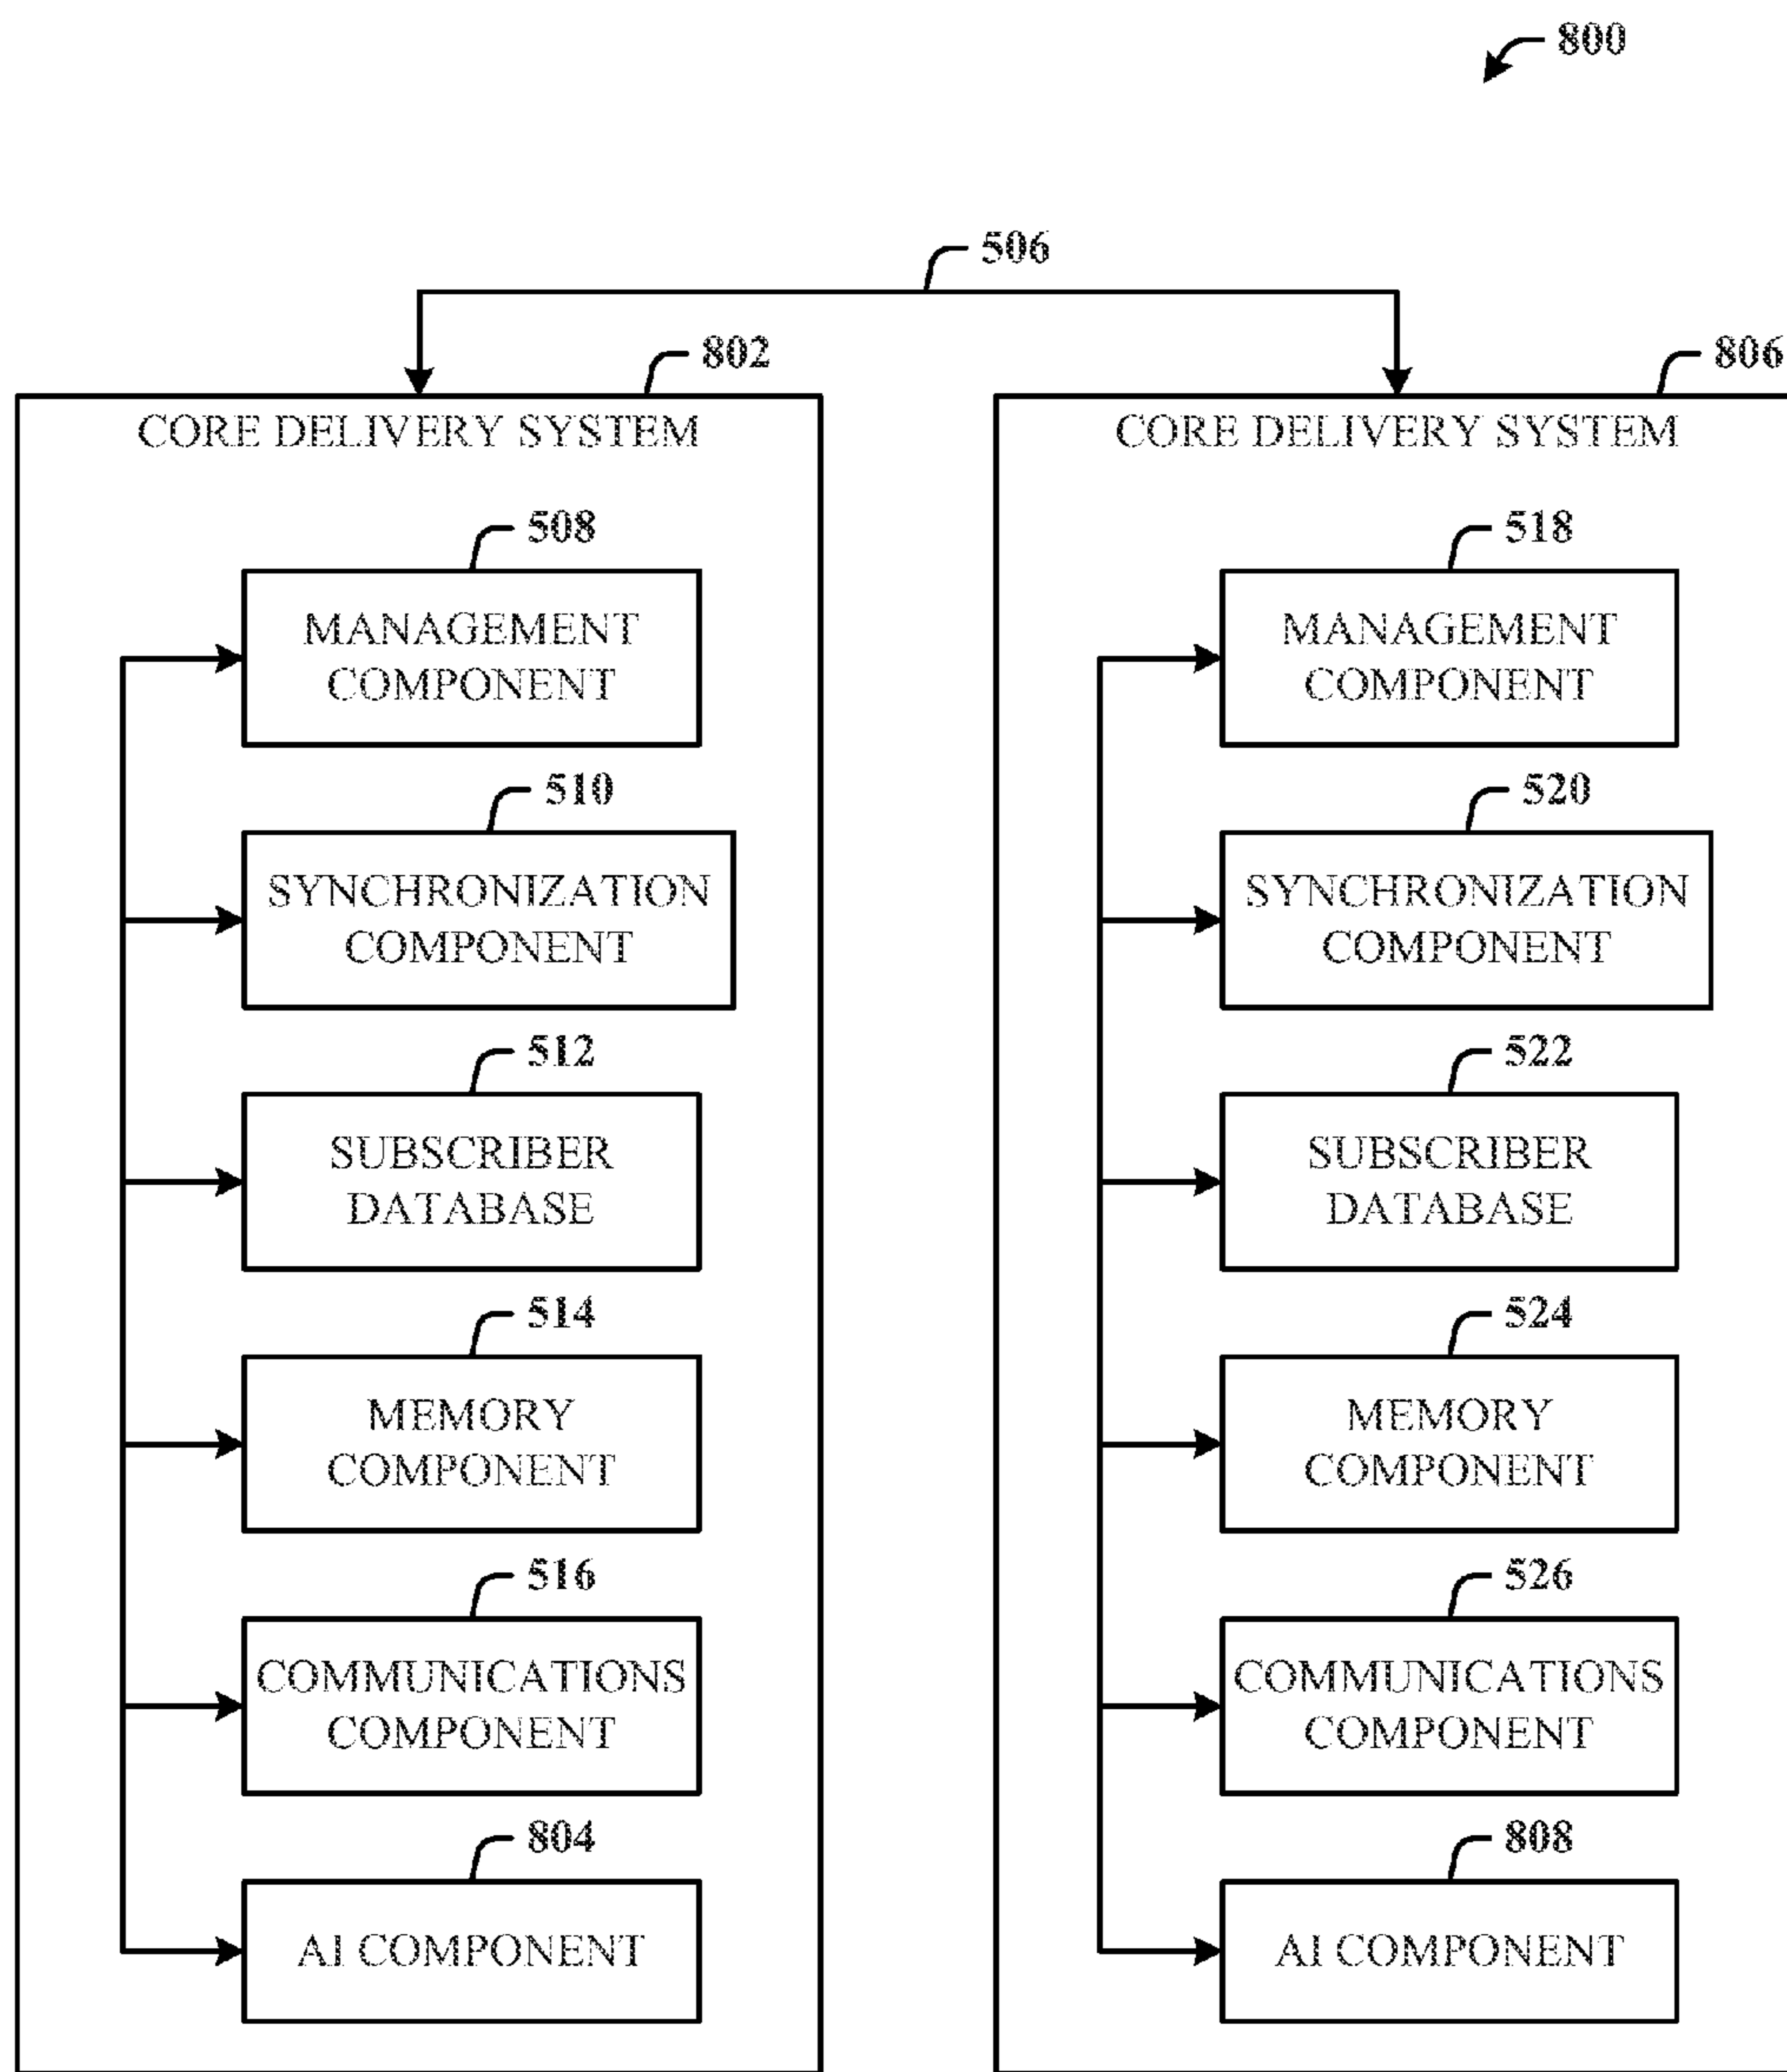 800
506
802
CORE DELIVERY SYSTEM
508
MANAGEMENT
COMPONENT
510
SYNCHRONIZATION
COMPONENT
512
SUBSCRIBER
DATABASE
514
MEMORY
COMPONENT
516
COMMUNICATIONS
COMPONENT
804
AI COMPONENT
806
CORE DELIVERY SYSTEM
518
MANAGEMENT
COMPONENT
520
SYNCHRONIZATION
COMPONENT
522
SUBSCRIBER
DATABASE
524
MEMORY
COMPONENT
526
COMMUNICATIONS
COMPONENT
808
AI COMPONENT